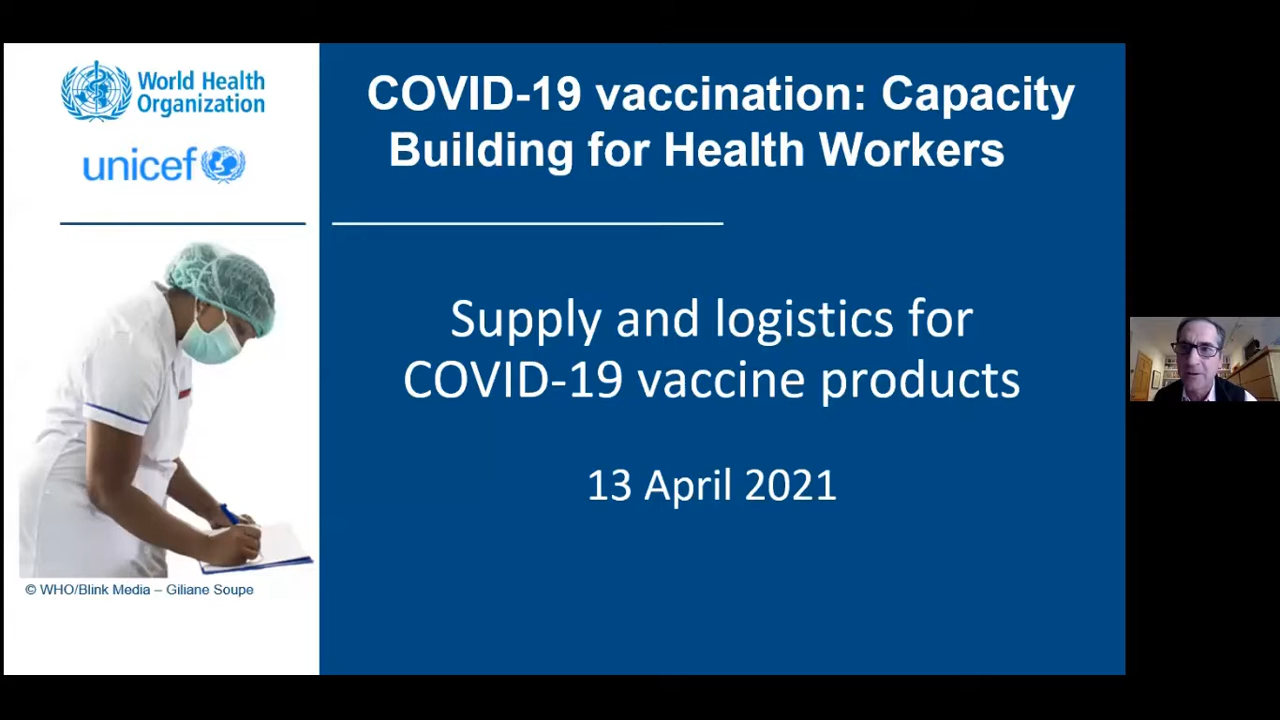 World Health
Organization
unicef
COVID-19 vaccination: Capacity
Building for Health Workers
Supply and logistics for
COVID-19 vaccine products
13 April 2021
© WHO/Blink Media – Giliane Soupe